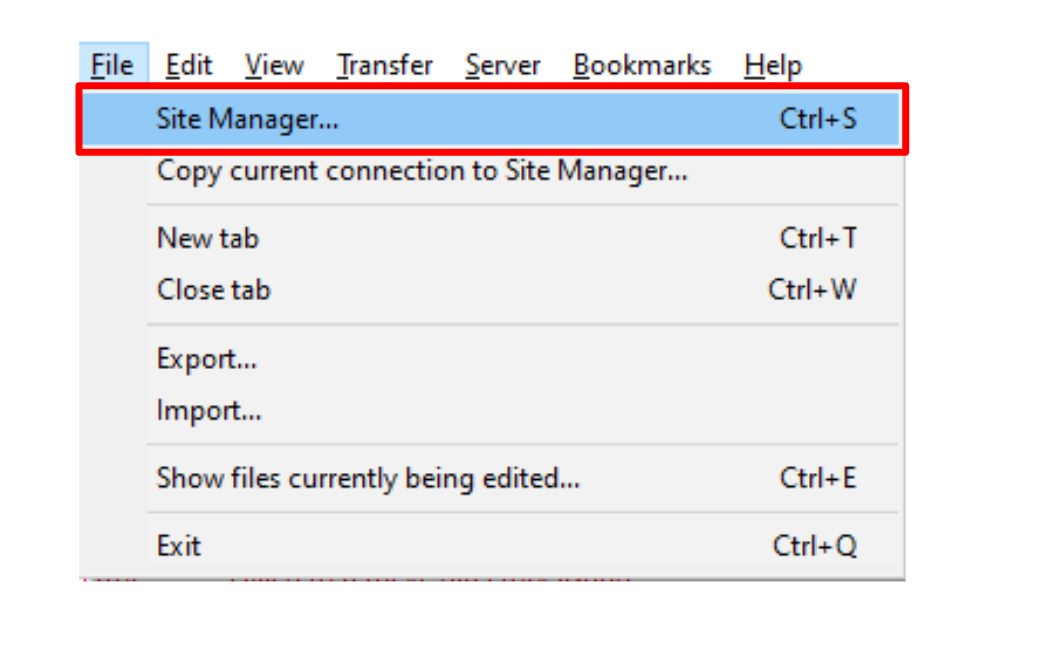 File Edit View Transfer Server Bookmarks Help
Site Manager... Ctrl+S
Copy current connection to Site Manager...
New tab Ctrl+T
Close tab Ctrl+W
Export...
Import...
Show files currently being edited... Ctrl+E
Exit Ctrl+Q